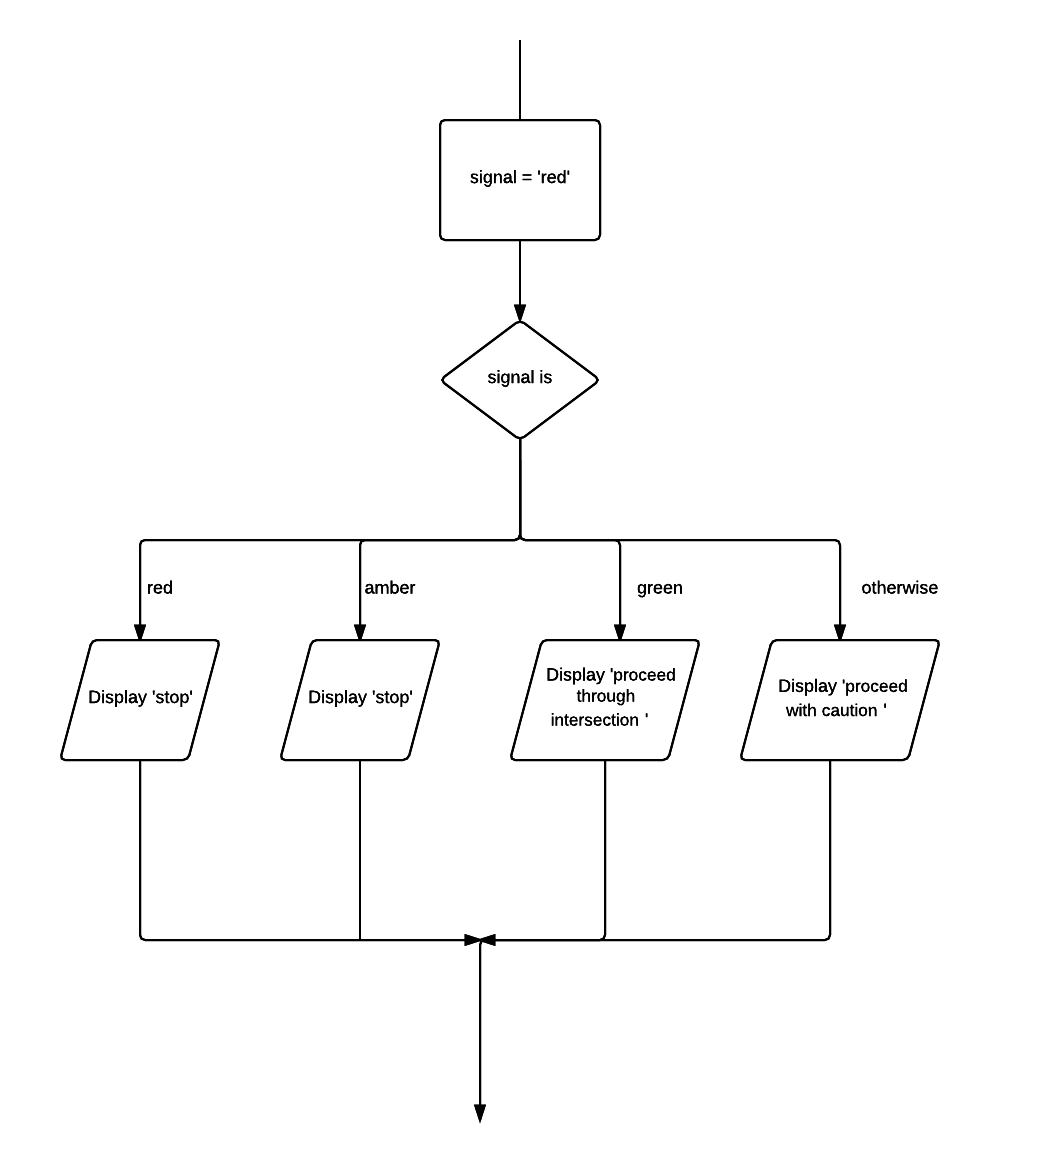 signal = 'red'
signal is
red
amber
green
otherwise
Display 'stop'
Display 'stop'
Display 'proceed
through
intersection '
Display 'proceed
with caution '